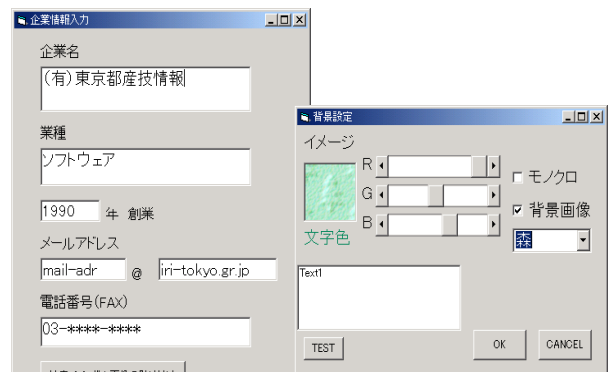 企業情報入力
企業名
(有)東京都産技情報
業種
ソフトウェア
1990 年 創業
メールアドレス
mail-adr @ iri-tokyo.gr.jp
電話番号(FAX)
03-****-****
背景設定
イメージ
R
G
B
文字色
モノクロ
背景画像
森
Text1
TEST
OK
CANCEL